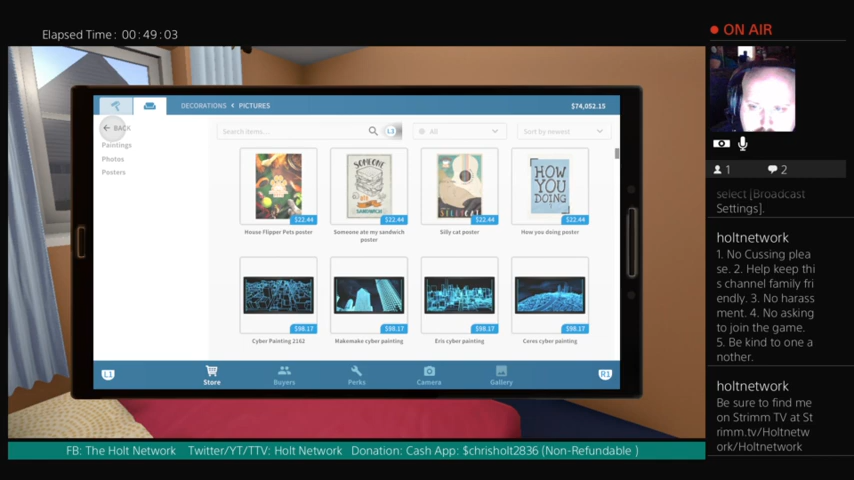 Elapsed Time : 00:49:03
ON AIR
DECORATIONS < PICTURES
$74,052.15
BACK
Search items...
L3
All
Sort by newest
Paintings
Photos
Posters
SOMEONE
SANDWICH
HOW
YOU
DOING
$22.44
$22.44
$22.44
$22.44
House Flipper Pets poster
Someone ate my sandwich
poster
Silly cat poster
How you doing poster
$98.17
$98.17
$98.17
$98.17
Cyber Painting 2162
Makemake cyber painting
Eris cyber painting
Ceres cyber painting
L1
Store
Buyers
Perks
Camera
Gallery
R1
1
2
select [Broadcast
Settings].
holtnetwork
1. No Cussing plea
se. 2. Help keep thi
s channel family fri
endly. 3. No harass
ment. 4. No asking
to join the game.
5. Be kind to one a
nother.
holtnetwork
Be sure to find me
on Strimm TV at St
rimm.tv/Holtnetw
ork/Holtnetwork
FB: The Holt Network Twitter/YT/TTV: Holt Network Donation: Cash App: $chrisholt2836 (Non-Refundable )